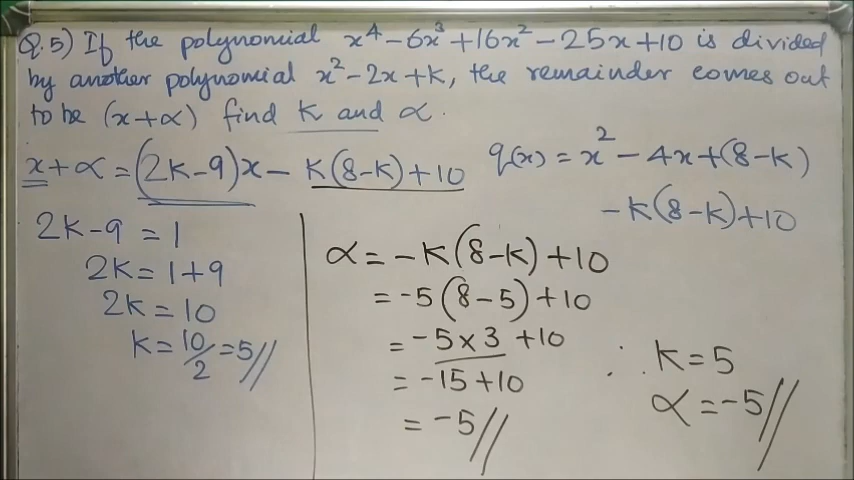 Q.5) If the polynomial x⁴ - 6x³ + 16x² - 25x + 10 is divided
by another polynomial x² - 2x + k, the remainder comes out
to be (x + α) find k and α.
x + α = (2k - 9)x - k(8 - k) + 10
q(x) = x² - 4x + (8 - k)
- k(8 - k) + 10
2k - 9 = 1
2k = 1 + 9
2k = 10
k = 10/2 = 5//
α = - k(8 - k) + 10
= -5(8 - 5) + 10
= -5 × 3 + 10
= -15 + 10
= -5//
∴ k = 5
α = -5//